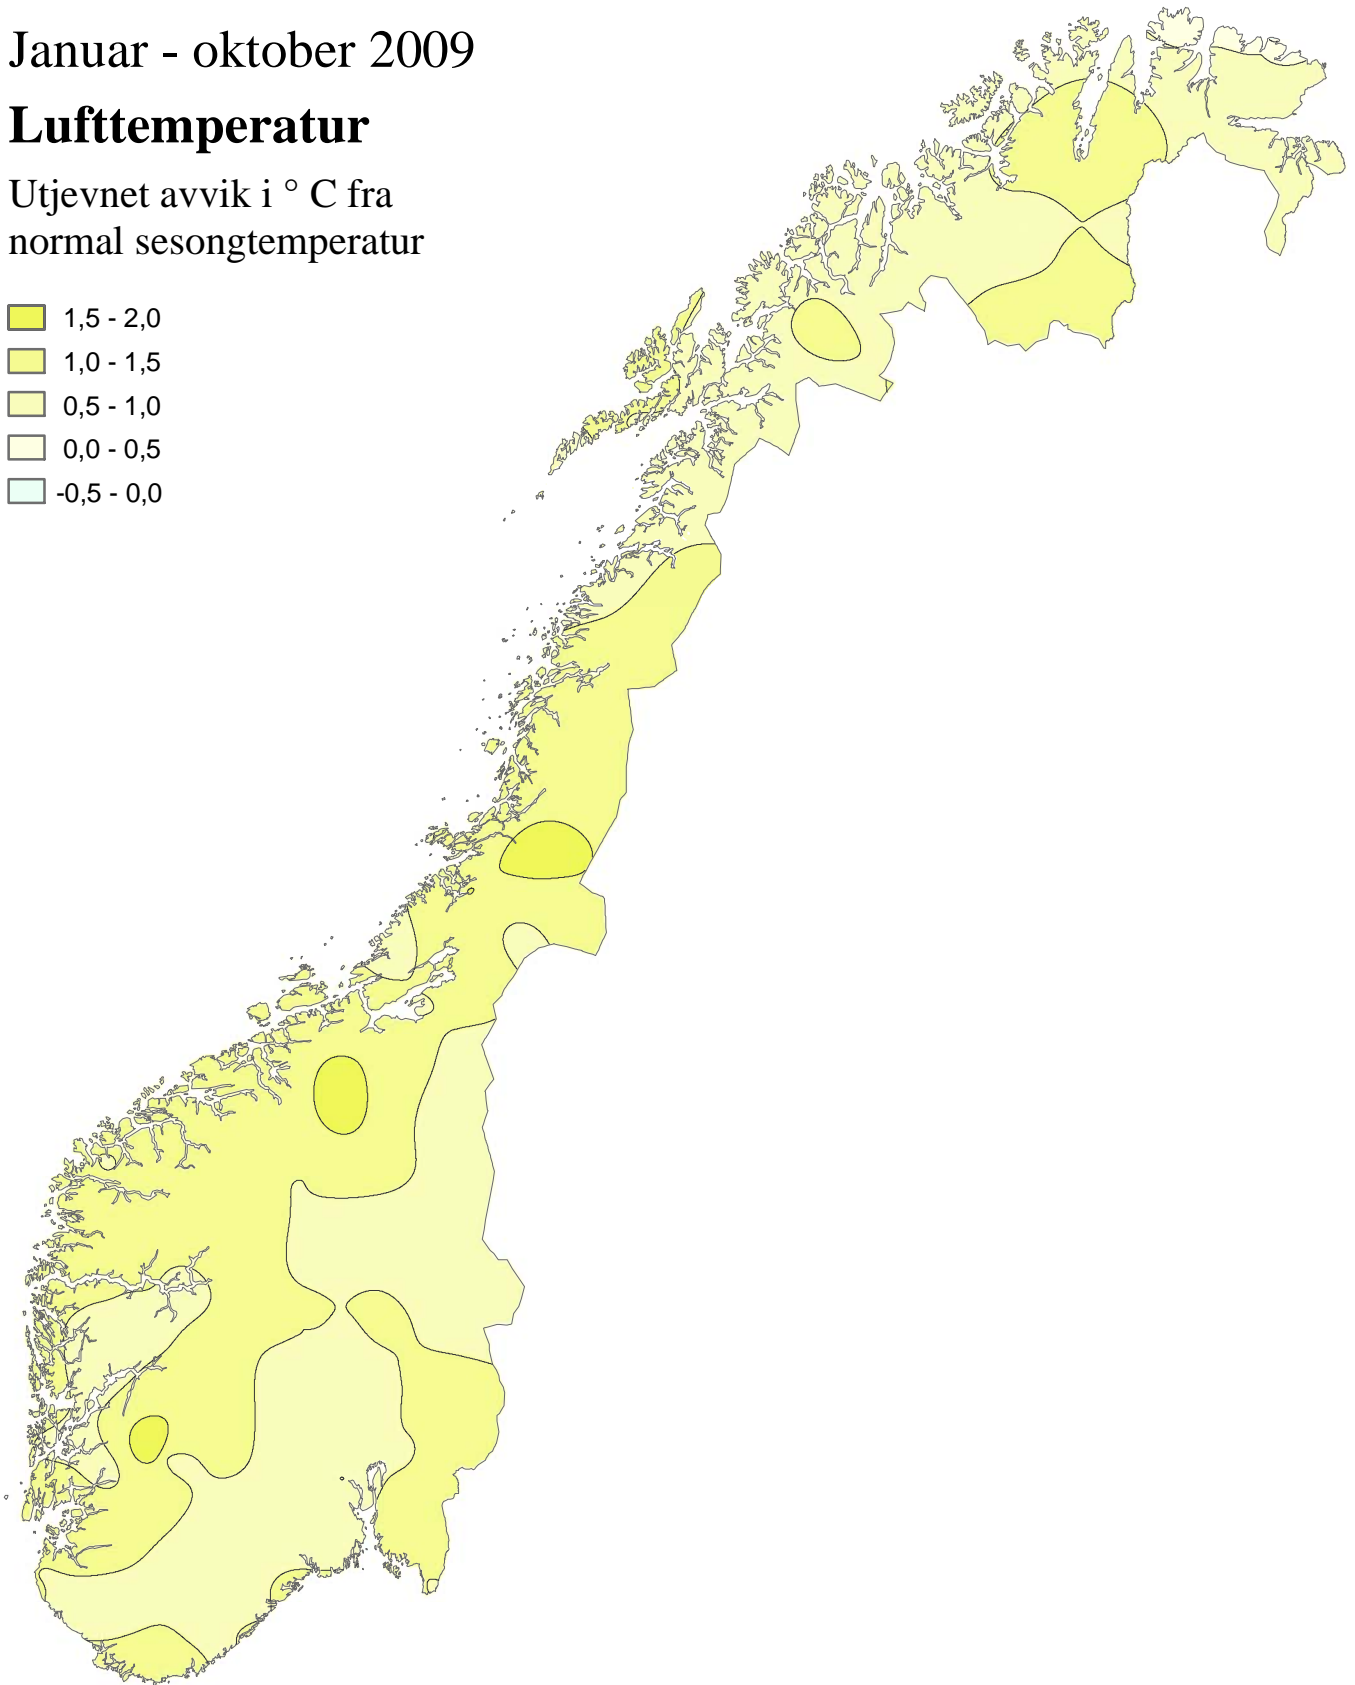 Januar - oktober 2009
Lufttemperatur
Utjevnet avvik i ° C fra
normal sesongtemperatur
1,5 - 2,0
1,0 - 1,5
0,5 - 1,0
0,0 - 0,5
-0,5 - 0,0